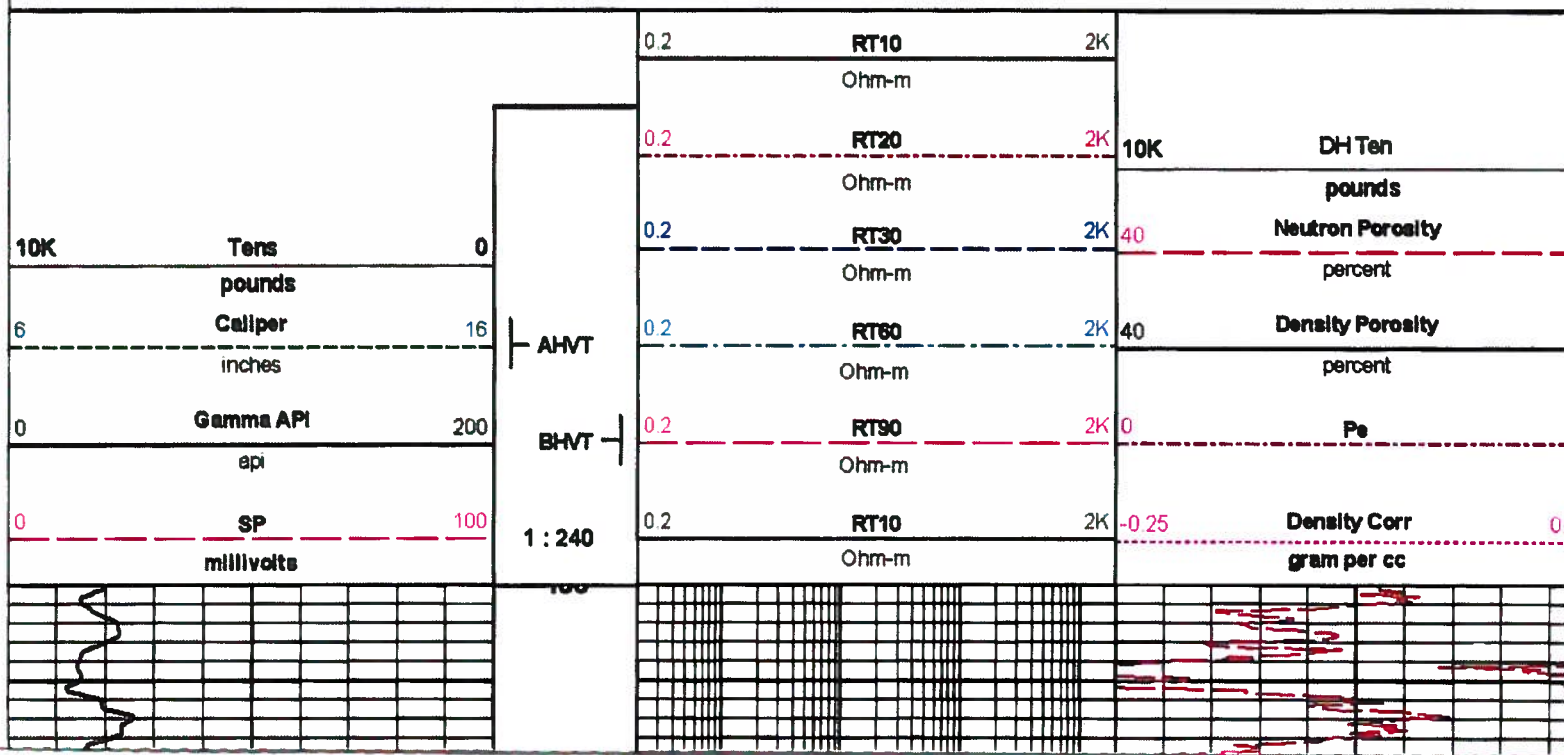 10K Tens 0
pounds
6 Caliper 16
inches
0 Gamma API 200
api
0 SP 100
millivolts
AHVT
BHVT
1 : 240
0.2 RT10 2K
Ohm-m
0.2 RT20 2K
Ohm-m
0.2 RT30 2K
Ohm-m
0.2 RT60 2K
Ohm-m
0.2 RT90 2K
Ohm-m
0.2 RT10 2K
Ohm-m
10K DH Ten
pounds
40 Neutron Porosity
percent
40 Density Porosity
percent
0 Pe
-0.25 Density Corr 0
gram per cc